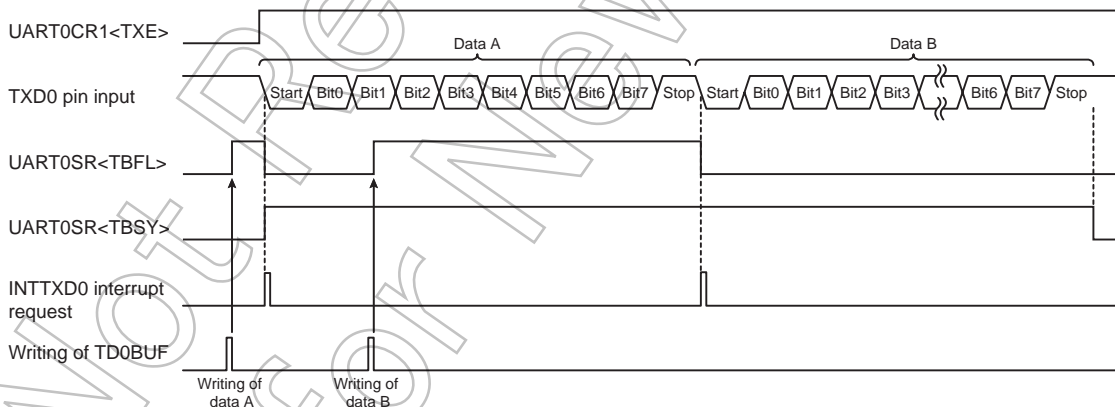 UART0CR1<TXE>
Data A
Data B
TXD0 pin input
Start Bit0 Bit1 Bit2 Bit3 Bit4 Bit5 Bit6 Bit7 Stop Start Bit0 Bit1 Bit2 Bit3 Bit6 Bit7 Stop
UART0SR<TBFL>
UART0SR<TBSY>
INTTXD0 interrupt
request
Writing of TD0BUF
Writing of
data A
Writing of
data B